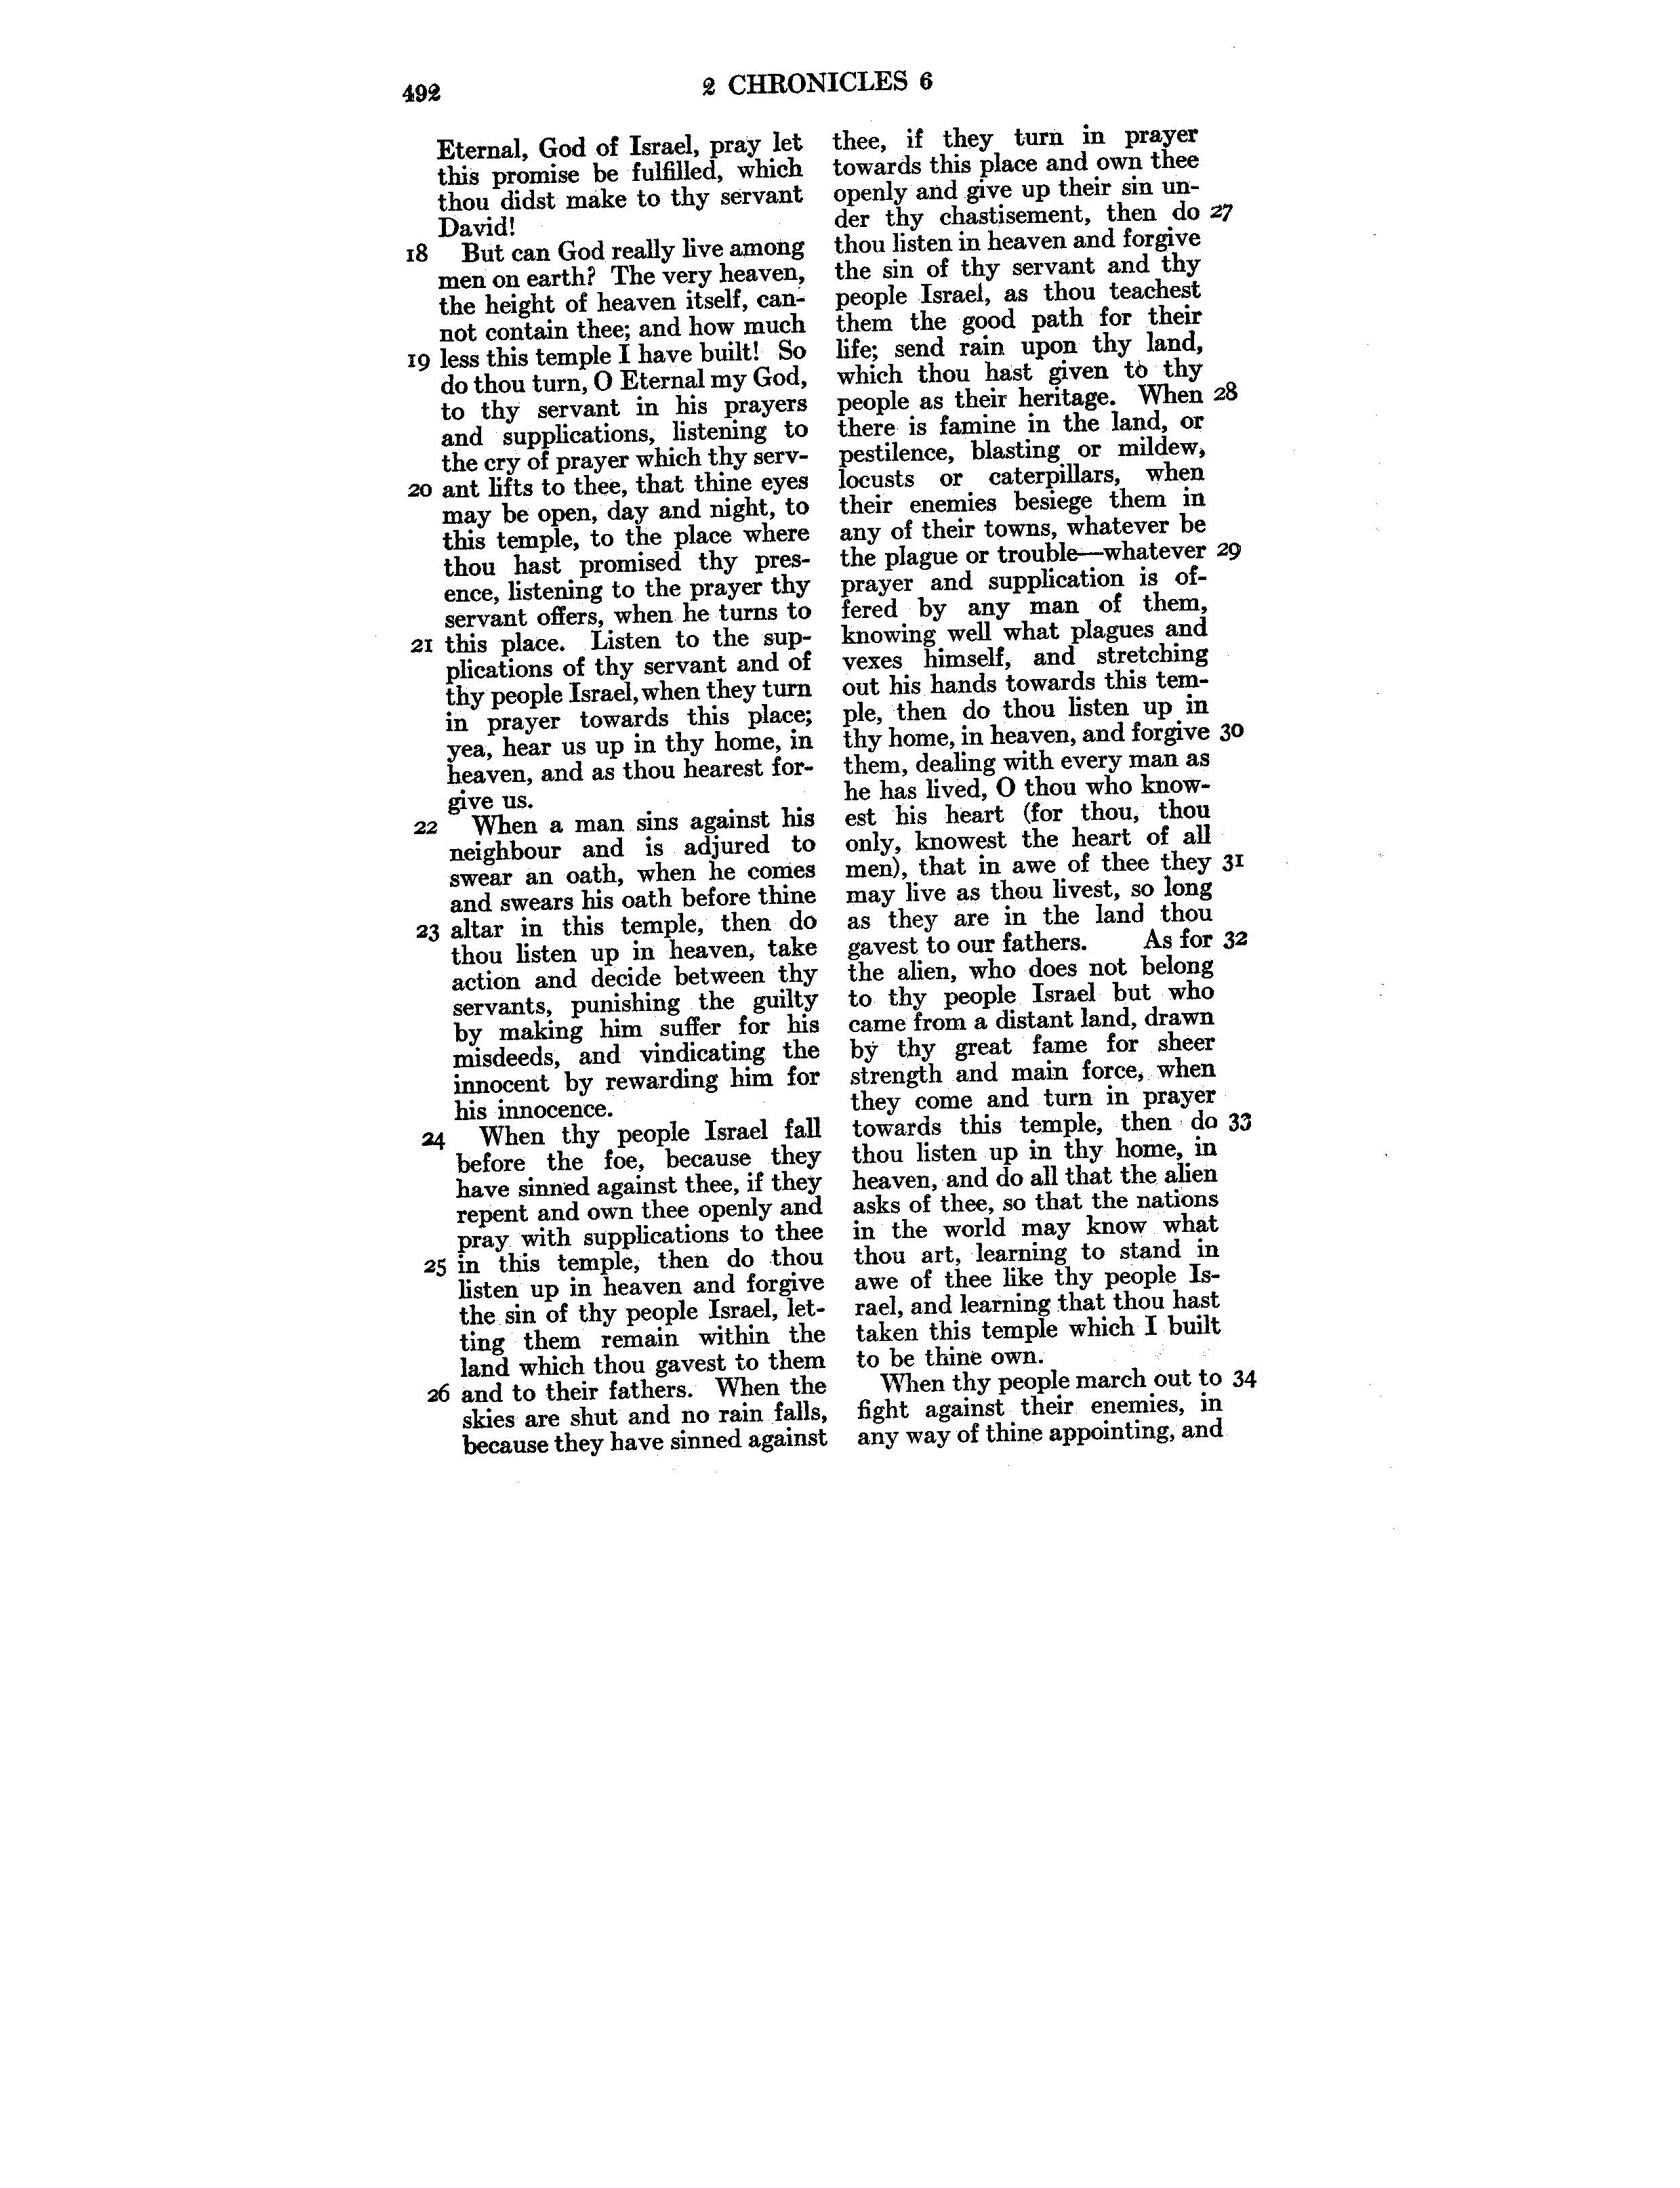 492
2 CHRONICLES 6
Eternal, God of Israel, pray let
this promise be fulfilled, which
thou didst make to thy servant
David!
18 But can God really live among
men on earth? The very heaven,
the height of heaven itself, can-
not contain thee; and how much
19 less this temple I have built! So
do thou turn, O Eternal my God,
to thy servant in his prayers
and supplications, listening to
the cry of prayer which thy serv-
20 ant lifts to thee, that thine eyes
may be open, day and night, to
this temple, to the place where
thou hast promised thy pres-
ence, listening to the prayer thy
servant offers, when he turns to
21 this place. Listen to the sup-
plications of thy servant and of
thy people Israel, when they turn
in prayer towards this place;
yea, hear us up in thy home, in
heaven, and as thou hearest for-
give us.
22 When a man sins against his
neighbour and is adjured to
swear an oath, when he comes
and swears his oath before thine
23 altar in this temple, then do
thou listen up in heaven, take
action and decide between thy
servants, punishing the guilty
by making him suffer for his
misdeeds, and vindicating the
innocent by rewarding him for
his innocence.
24 When thy people Israel fall
before the foe, because they
have sinned against thee, if they
repent and own thee openly and
pray with supplications to thee
25 in this temple, then do thou
listen up in heaven and forgive
the sin of thy people Israel, let-
ting them remain within the
land which thou gavest to them
26 and to their fathers. When the
skies are shut and no rain falls,
because they have sinned against
thee, if they turn in prayer
towards this place and own thee
openly and give up their sin un-
der thy chastisement, then do 27
thou listen in heaven and forgive
the sin of thy servant and thy
people Israel, as thou teachest
them the good path for their
life; send rain upon thy land,
which thou hast given to thy
people as their heritage. When 28
there is famine in the land, or
pestilence, blasting or mildew,
locusts or caterpillars, when
their enemies besiege them in
any of their towns, whatever be
the plague or trouble—whatever 29
prayer and supplication is of-
fered by any man of them,
knowing well what plagues and
vexes himself, and stretching
out his hands towards this tem-
ple, then do thou listen up in
thy home, in heaven, and forgive 30
them, dealing with every man as
he has lived, O thou who know-
est his heart (for thou, thou
only, knowest the heart of all
men), that in awe of thee they 31
may live as thou livest, so long
as they are in the land thou
gavest to our fathers. As for 32
the alien, who does not belong
to thy people Israel but who
came from a distant land, drawn
by thy great fame for sheer
strength and main force, when
they come and turn in prayer
towards this temple, then do 33
thou listen up in thy home, in
heaven, and do all that the alien
asks of thee, so that the nations
in the world may know what
thou art, learning to stand in
awe of thee like thy people Is-
rael, and learning that thou hast
taken this temple which I built
to be thine own.
When thy people march out to 34
fight against their enemies, in
any way of thine appointing, and